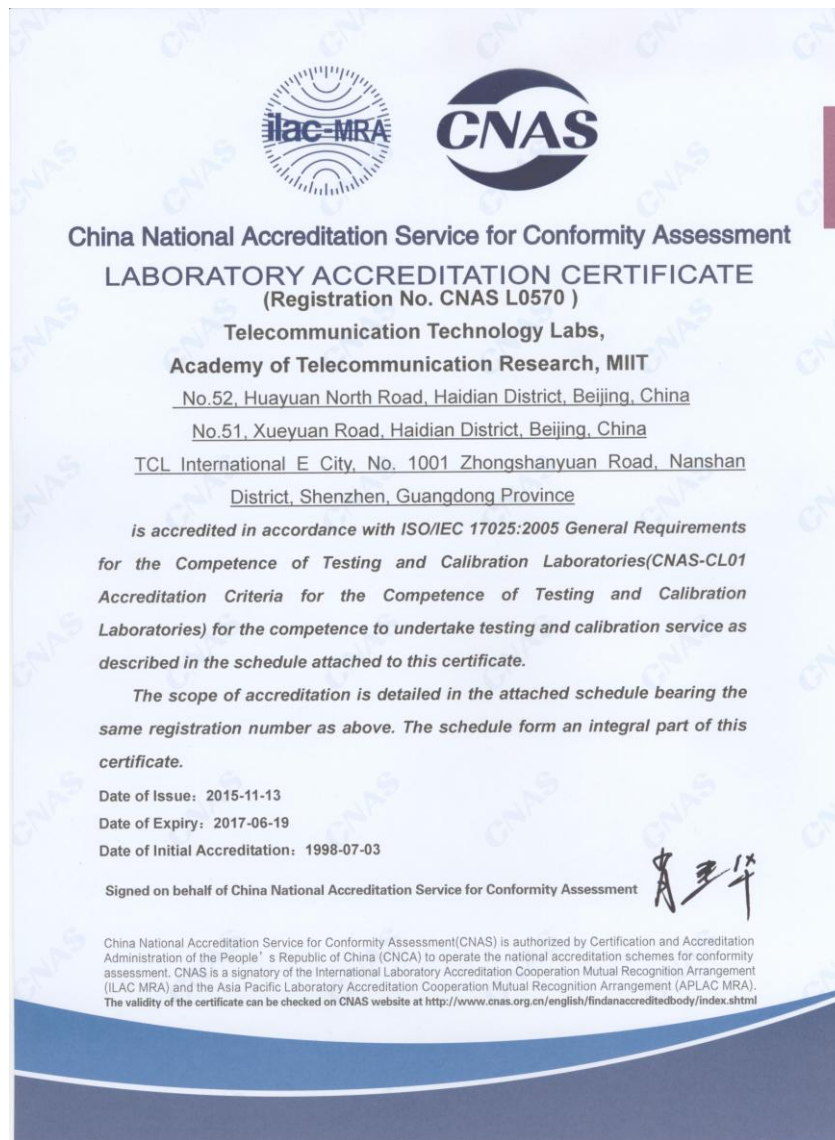 ilac-MRA
CNAS
China National Accreditation Service for Conformity Assessment
LABORATORY ACCREDITATION CERTIFICATE
(Registration No. CNAS L0570 )
Telecommunication Technology Labs,
Academy of Telecommunication Research, MIIT
No.52, Huayuan North Road, Haidian District, Beijing, China
No.51, Xueyuan Road, Haidian District, Beijing, China
TCL International E City, No. 1001 Zhongshanyuan Road, Nanshan
District, Shenzhen, Guangdong Province
is accredited in accordance with ISO/IEC 17025:2005 General Requirements
for the Competence of Testing and Calibration Laboratories(CNAS-CL01
Accreditation Criteria for the Competence of Testing and Calibration
Laboratories) for the competence to undertake testing and calibration service as
described in the schedule attached to this certificate.
The scope of accreditation is detailed in the attached schedule bearing the
same registration number as above. The schedule form an integral part of this
certificate.
Date of Issue: 2015-11-13
Date of Expiry: 2017-06-19
Date of Initial Accreditation: 1998-07-03
Signed on behalf of China National Accreditation Service for Conformity Assessment
China National Accreditation Service for Conformity Assessment(CNAS) is authorized by Certification and Accreditation
Administration of the People's Republic of China (CNCA) to operate the national accreditation schemes for conformity
assessment. CNAS is a signatory of the International Laboratory Accreditation Cooperation Mutual Recognition Arrangement
(ILAC MRA) and the Asia Pacific Laboratory Accreditation Cooperation Mutual Recognition Arrangement (APLAC MRA).
The validity of the certificate can be checked on CNAS website at http://www.cnas.org.cn/english/findanaccreditedbody/index.shtml